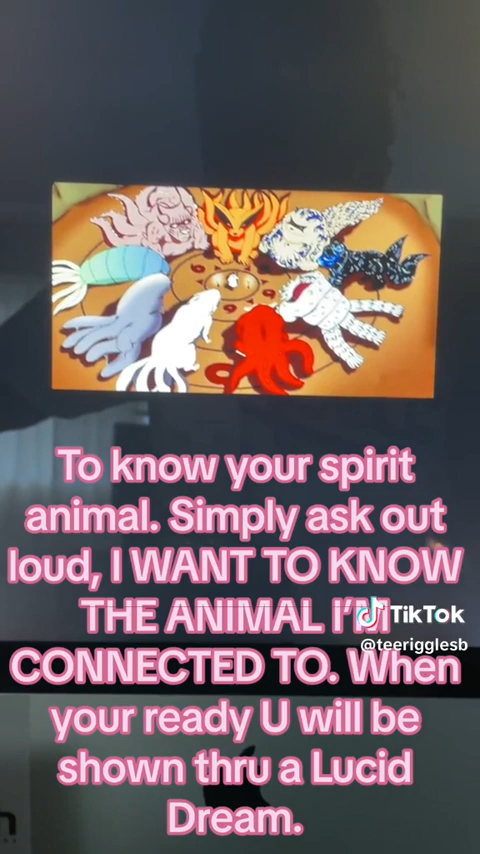 To know your spirit
animal. Simply ask out
loud, I WANT TO KNOW
THE ANIMAL I'M
TikTok
@teerigglesb
CONNECTED TO. When
your ready U will be
shown thru a Lucid
Dream.